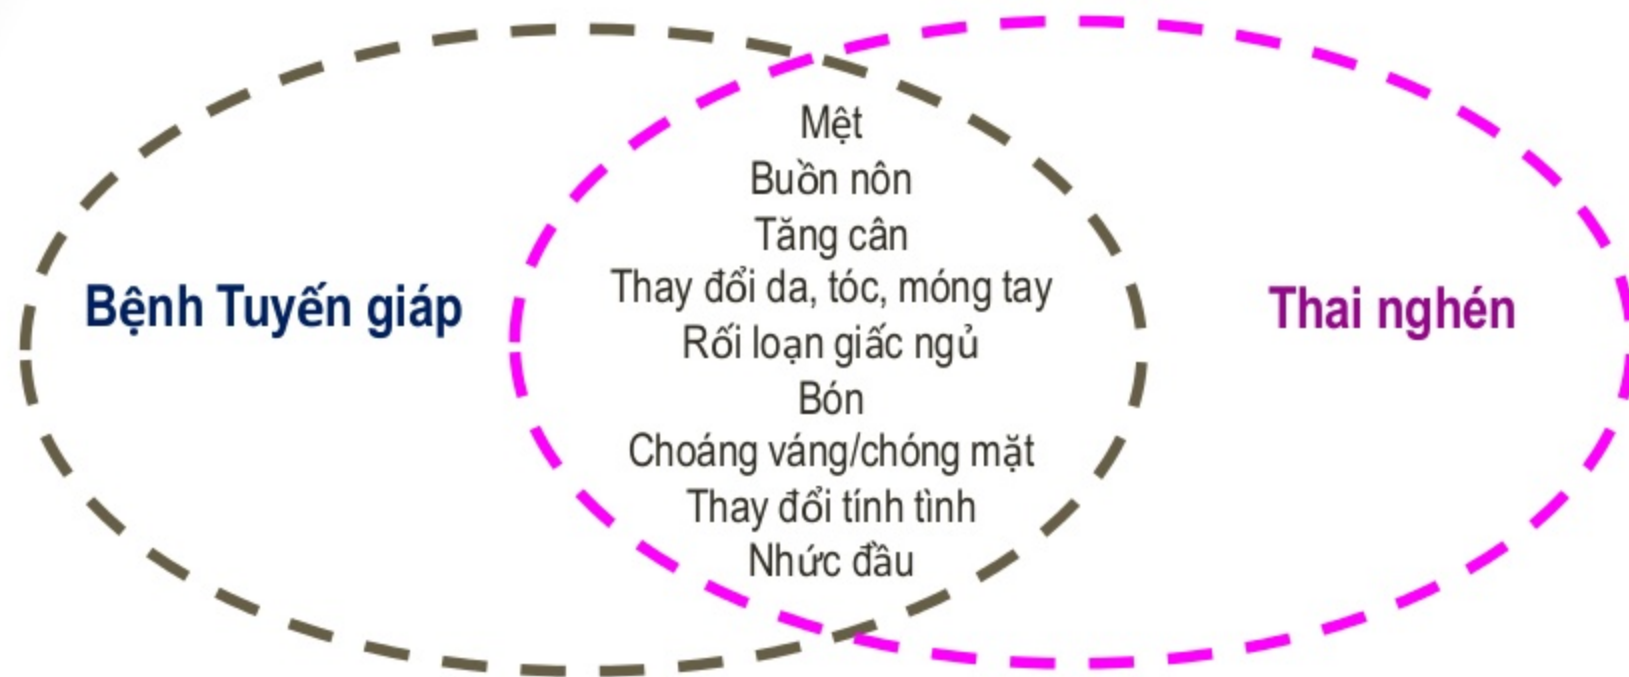 Mệt
Buồn nôn
Tăng cân
Thay đổi da, tóc, móng tay
Rối loạn giấc ngủ
Bón
Choáng váng/chóng mặt
Thay đổi tính tình
Nhức đầu
Bệnh Tuyến giáp
Thai nghén